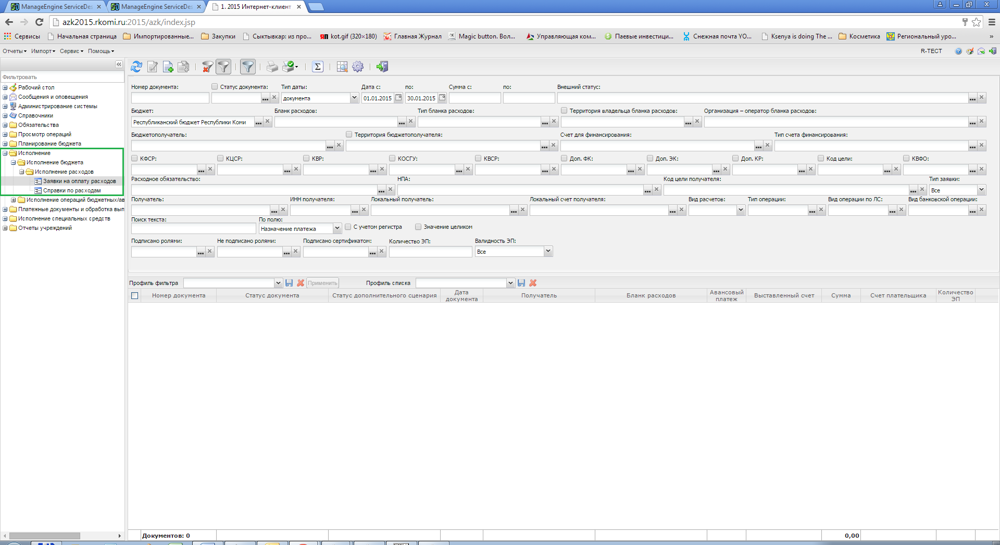 ManageEngine ServiceDes
ManageEngine ServiceDes
1. 2015 Интернет-клиент
azk2015.rkomi.ru:2015/azk/index.jsp
Сервисы
Начальная страница
Импортированные...
Закупки
Сыктывкар: из про...
ЯП kot.gif (320×180)
Главная Журнал
Magic button. Вол...
Управляющая ком...
Паевые инвестици...
Снежная почта YO...
Ksenya is doing The ...
Косметика
Региональный уро...
»
Отчеты
Импорт
Сервис
Помощь
R-ТЕСТ
Фильтровать
Рабочий стол
Сообщения и оповещения
Администрирование системы
Справочники
Обязательства
Просмотр операций
Планирование бюджета
Исполнение
Исполнение бюджета
Исполнение расходов
Заявки на оплату расходов
Справки по расходам
Исполнение операций бюджетных/ав
Платежные документы и обработка вып
Исполнение специальных средств
Отчеты учреждений
Номер документа: Статус документа: Тип даты: Дата с: по: Сумма с: по: Внешний статус:
документа 01.01.2015 30.01.2015
Бюджет: Бланк расходов: Тип бланка расходов: Территория владельца бланка расходов: Организация – оператор бланка расходов:
Республиканский бюджет Республики Коми
Бюджетополучатель: Территория бюджетополучателя: Счет для финансирования: Тип счета финансирования:
КФСР: КЦСР: КВР: КОСГУ: КВСР: Доп. ФК: Доп. ЭК: Доп. КР: Код цели: КВФО:
Расходное обязательство: НПА: Код цели получателя: Тип заявки:
Все
Получатель: ИНН получателя: Локальный получатель: Локальный счет получателя: Вид расчетов: Тип операции: Вид операции по ЛС: Вид банковской операции:
Поиск текста: По полю:
Назначение платежа С учетом регистра Значение целиком
Подписано ролями: Не подписано ролями: Подписано сертификатом: Количество ЭП: Валидность ЭП:
Все
Профиль фильтра Применить Профиль списка
Номер документа Статус документа Статус дополнительного сценария Дата документа Получатель Бланк расходов Авансовый платеж Выставленный счет Сумма Счет плательщика Количество ЭП
Документов: 0 0,00